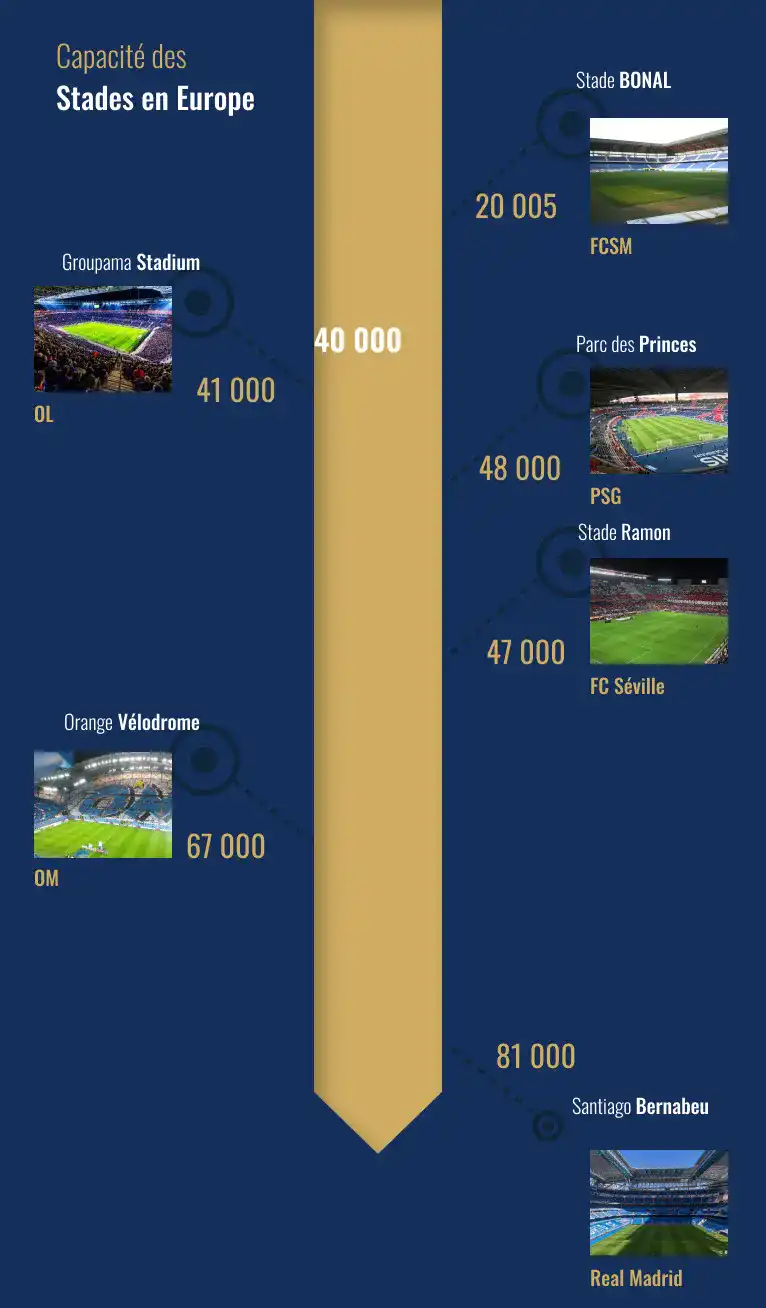 Capacité des
Stades en Europe
Stade BONAL
20 005
FCSM
Groupama Stadium
41 000
OL
40 000
Parc des Princes
48 000
PSG
Stade Ramon
47 000
FC Séville
Orange Vélodrome
67 000
OM
81 000
Santiago Bernabeu
Real Madrid